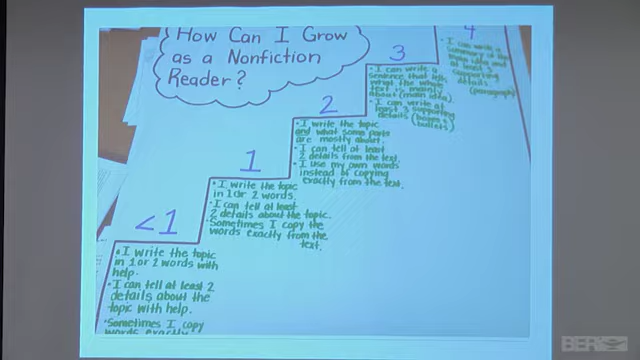 How Can I Grow
as a Nonfiction
Reader?
4
I can write a
summary of the
main idea and
at least
supporting
details
(paragraph)
3
• I can write a
sentence that tells
what the whole
text is mainly
about (main idea)
• I can write at
least 3 supporting
details
bullets)
2
• I write the topic
and what some parts
are mostly about.
• I can tell at least
2 details from the text.
• I use my own words
instead of copying
exactly from the text.
1
• I write the topic
in 1 or 2 words.
• I can tell at least
2 details about the topic.
• Sometimes I copy the
words exactly from the
text.
<1
• I write the topic
in 1 or 2 words with
help.
• I can tell at least 2
details about the
topic with help.
• Sometimes I copy
words exactly
BER